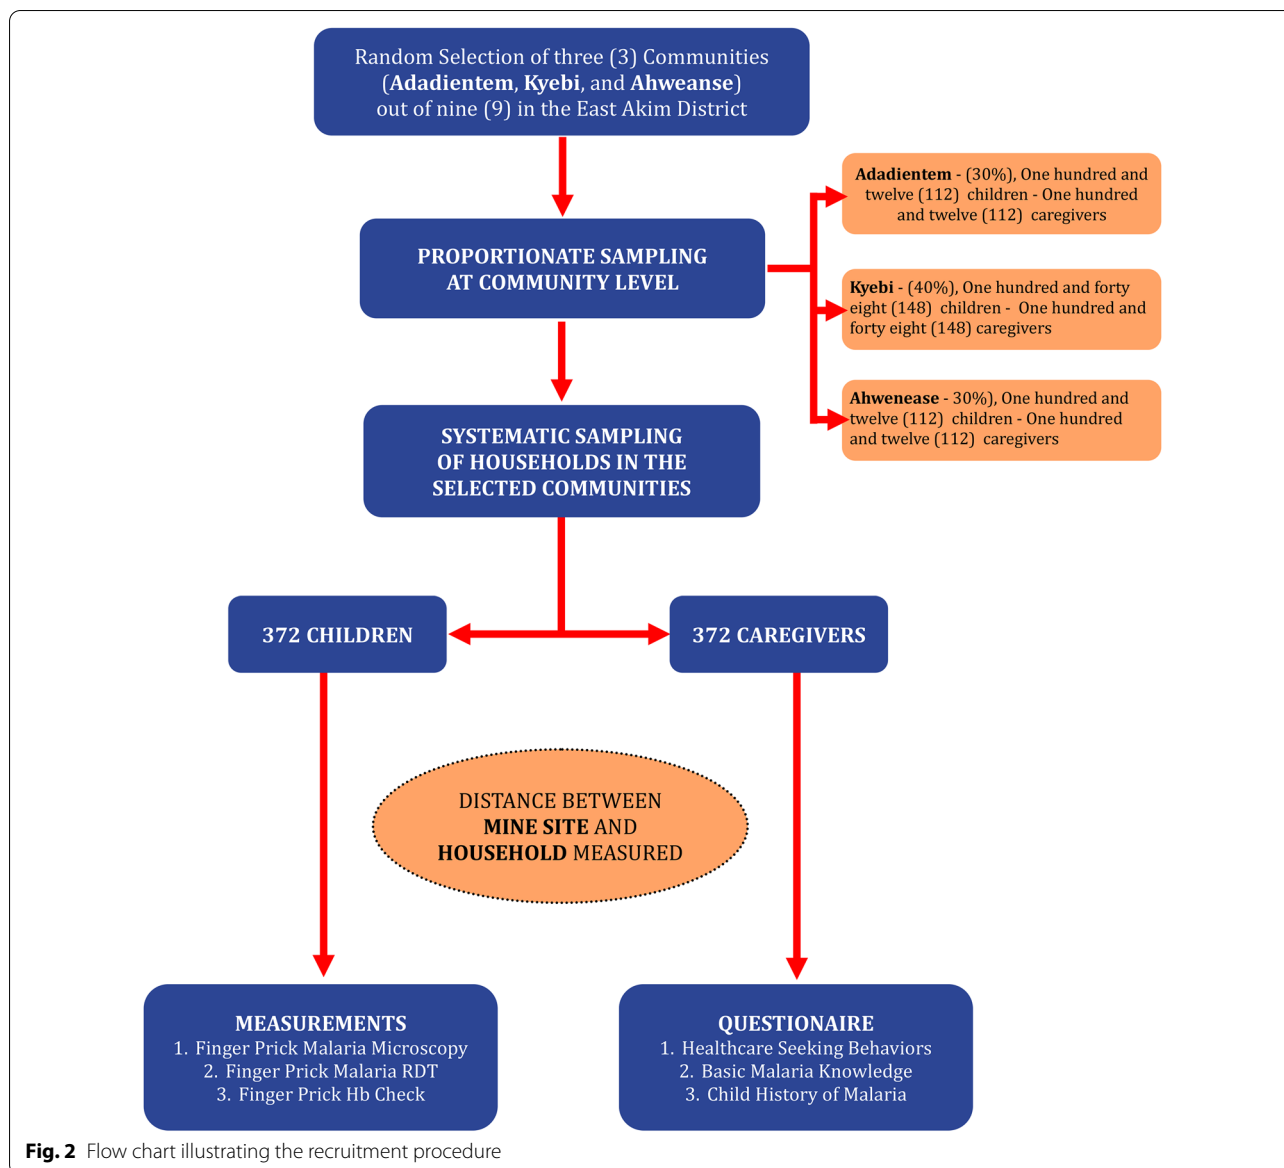 Random Selection of three (3) Communities
(Adadientem, Kyebi, and Ahweanse)
out of nine (9) in the East Akim District
Adadientem - (30%), One hundred and
twelve (112) children - One hundred
and twelve (112) caregivers
PROPORTIONATE SAMPLING
AT COMMUNITY LEVEL
Kyebi - (40%), One hundred and forty
eight (148) children - One hundred and
forty eight (148) caregivers
Ahwenease - 30%), One hundred and
twelve (112) children - One hundred
and twelve (112) caregivers
SYSTEMATIC SAMPLING
OF HOUSEHOLDS IN THE
SELECTED COMMUNITIES
372 CHILDREN
372 CAREGIVERS
DISTANCE BETWEEN
MINE SITE AND
HOUSEHOLD MEASURED
MEASUREMENTS
1. Finger Prick Malaria Microscopy
2. Finger Prick Malaria RDT
3. Finger Prick Hb Check
QUESTIONAIRE
1. Healthcare Seeking Behaviors
2. Basic Malaria Knowledge
3. Child History of Malaria
Fig. 2 Flow chart illustrating the recruitment procedure